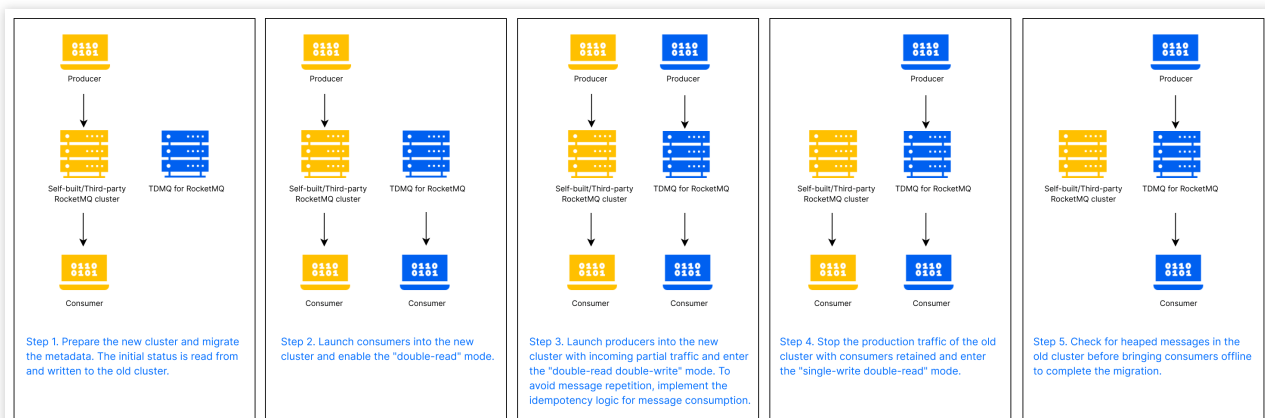 0110
0101
Producer
Self-built/Third-party
RocketMQ cluster
TDMQ for RocketMQ
0110
0101
Consumer
Step 1. Prepare the new cluster and migrate
the metadata. The initial status is read from
and written to the old cluster.
0110
0101
Producer
Self-built/Third-party
RocketMQ cluster
TDMQ for RocketMQ
0110
0101
Consumer
0110
0101
Consumer
Step 2. Launch consumers into the new
cluster and enable the "double-read" mode.
0110
0101
Producer
0110
0101
Producer
Self-built/Third-party
RocketMQ cluster
TDMQ for RocketMQ
0110
0101
Consumer
0110
0101
Consumer
Step 3. Launch producers into the new
cluster with incoming partial traffic and enter
the "double-read double-write" mode. To
avoid message repetition, implement the
idempotency logic for message consumption.
0110
0101
Producer
Self-built/Third-party
RocketMQ cluster
TDMQ for RocketMQ
0110
0101
Consumer
0110
0101
Consumer
Step 4. Stop the production traffic of the old
cluster with consumers retained and enter
the "single-write double-read" mode.
0110
0101
Producer
Self-built/Third-party
RocketMQ cluster
TDMQ for RocketMQ
0110
0101
Consumer
Step 5. Check for heaped messages in the
old cluster before bringing consumers offline
to complete the migration.